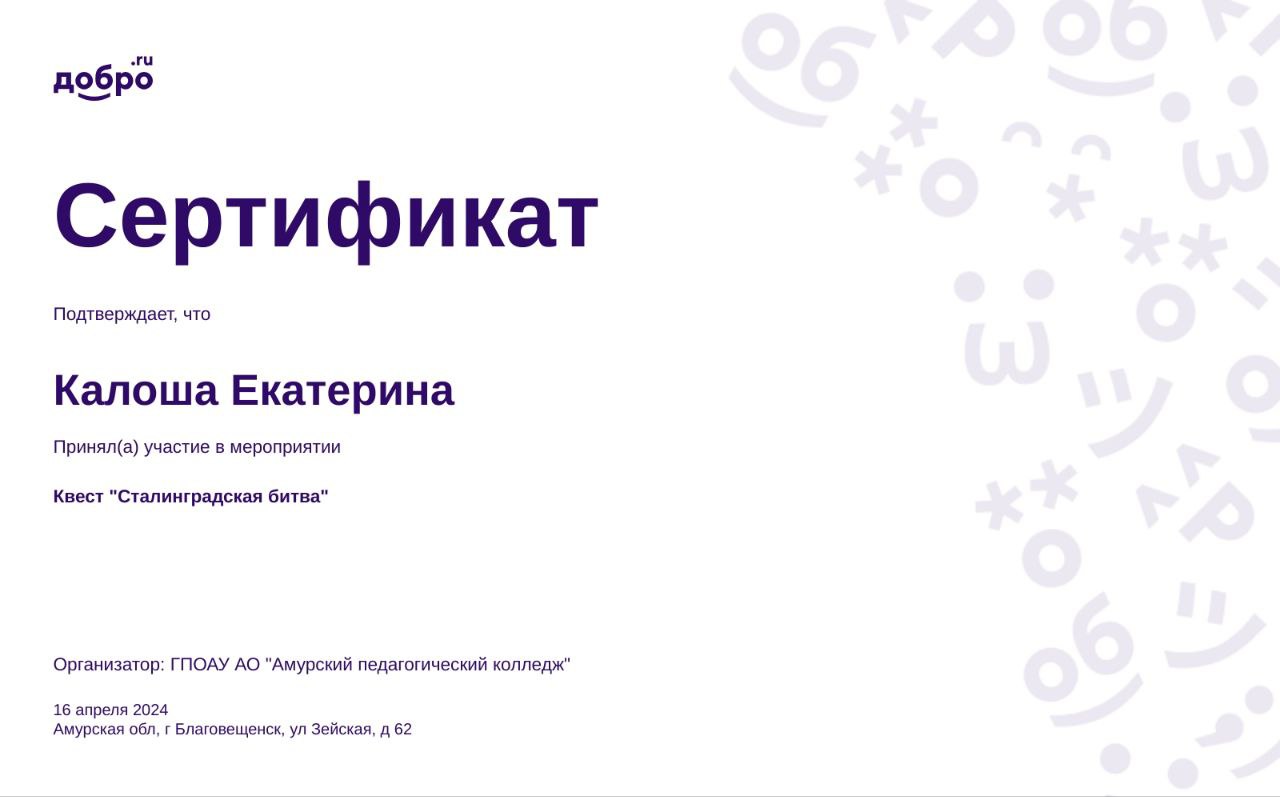 добро.ru
Сертификат
Подтверждает, что
Калоша Екатерина
Принял(а) участие в мероприятии
Квест "Сталинградская битва"
Организатор: ГПОАУ АО "Амурский педагогический колледж"
16 апреля 2024
Амурская обл, г Благовещенск, ул Зейская, д 62